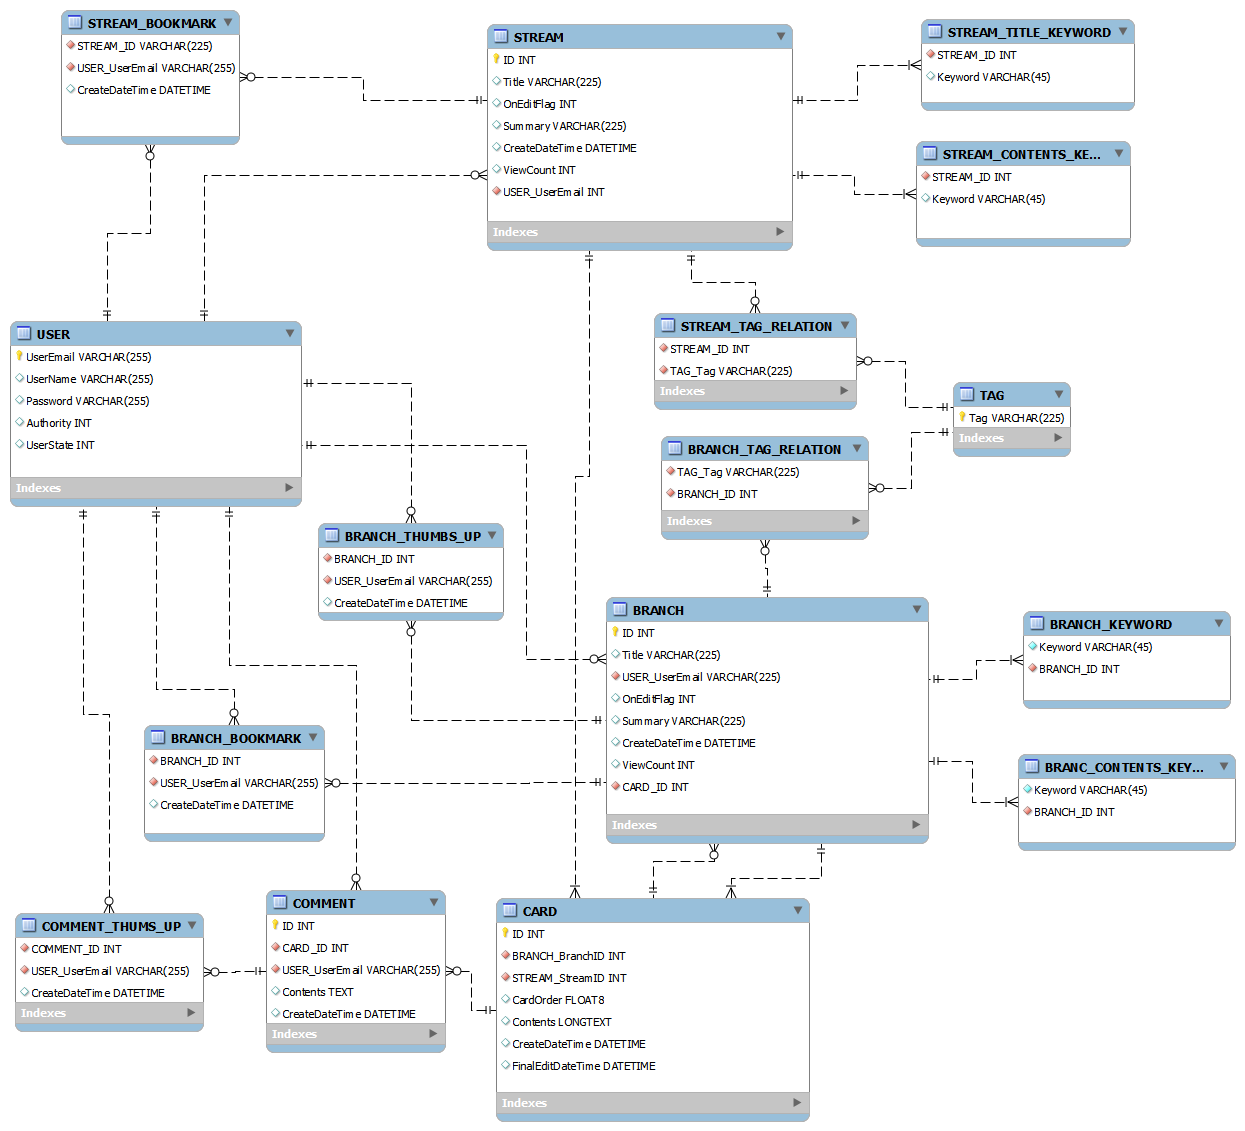 STREAM_BOOKMARK
STREAM_ID VARCHAR(225)
USER_UserEmail VARCHAR(255)
CreateDateTime DATETIME
STREAM
ID INT
Title VARCHAR(225)
OnEditFlag INT
Summary VARCHAR(225)
CreateDateTime DATETIME
ViewCount INT
USER_UserEmail INT
Indexes
STREAM_TITLE_KEYWORD
STREAM_ID INT
Keyword VARCHAR(45)
STREAM_CONTENTS_KE...
STREAM_ID INT
Keyword VARCHAR(45)
USER
UserEmail VARCHAR(255)
UserName VARCHAR(255)
Password VARCHAR(255)
Authority INT
UserState INT
Indexes
STREAM_TAG_RELATION
STREAM_ID INT
TAG_Tag VARCHAR(225)
Indexes
TAG
Tag VARCHAR(225)
Indexes
BRANCH_TAG_RELATION
TAG_Tag VARCHAR(225)
BRANCH_ID INT
Indexes
BRANCH_THUMBS_UP
BRANCH_ID INT
USER_UserEmail VARCHAR(255)
CreateDateTime DATETIME
BRANCH
ID INT
Title VARCHAR(225)
USER_UserEmail VARCHAR(225)
OnEditFlag INT
Summary VARCHAR(225)
CreateDateTime DATETIME
ViewCount INT
CARD_ID INT
Indexes
BRANCH_KEYWORD
Keyword VARCHAR(45)
BRANCH_ID INT
BRANC_CONTENTS_KEY...
Keyword VARCHAR(45)
BRANCH_ID INT
BRANCH_BOOKMARK
BRANCH_ID INT
USER_UserEmail VARCHAR(255)
CreateDateTime DATETIME
COMMENT_THUMS_UP
COMMENT_ID INT
USER_UserEmail VARCHAR(255)
CreateDateTime DATETIME
Indexes
COMMENT
ID INT
CARD_ID INT
USER_UserEmail VARCHAR(255)
Contents TEXT
CreateDateTime DATETIME
Indexes
CARD
ID INT
BRANCH_BranchID INT
STREAM_StreamID INT
CardOrder FLOAT8
Contents LONGTEXT
CreateDateTime DATETIME
FinalEditDateTime DATETIME
Indexes